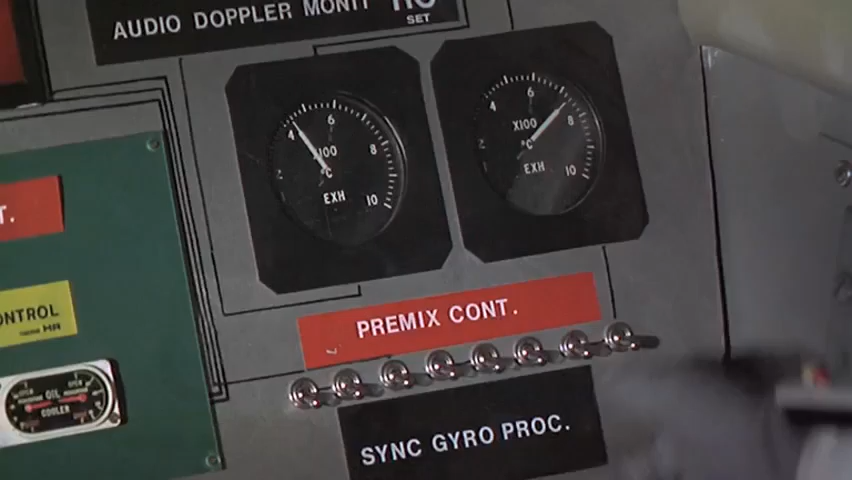 AUDIO DOPPLER MONIT
SET
4
6
8
10
X100
°C
EXH
4
6
8
10
X100
°C
EXH
T.
PREMIX CONT.
ONTROL
OIL
COOLER
SYNC GYRO PROC.